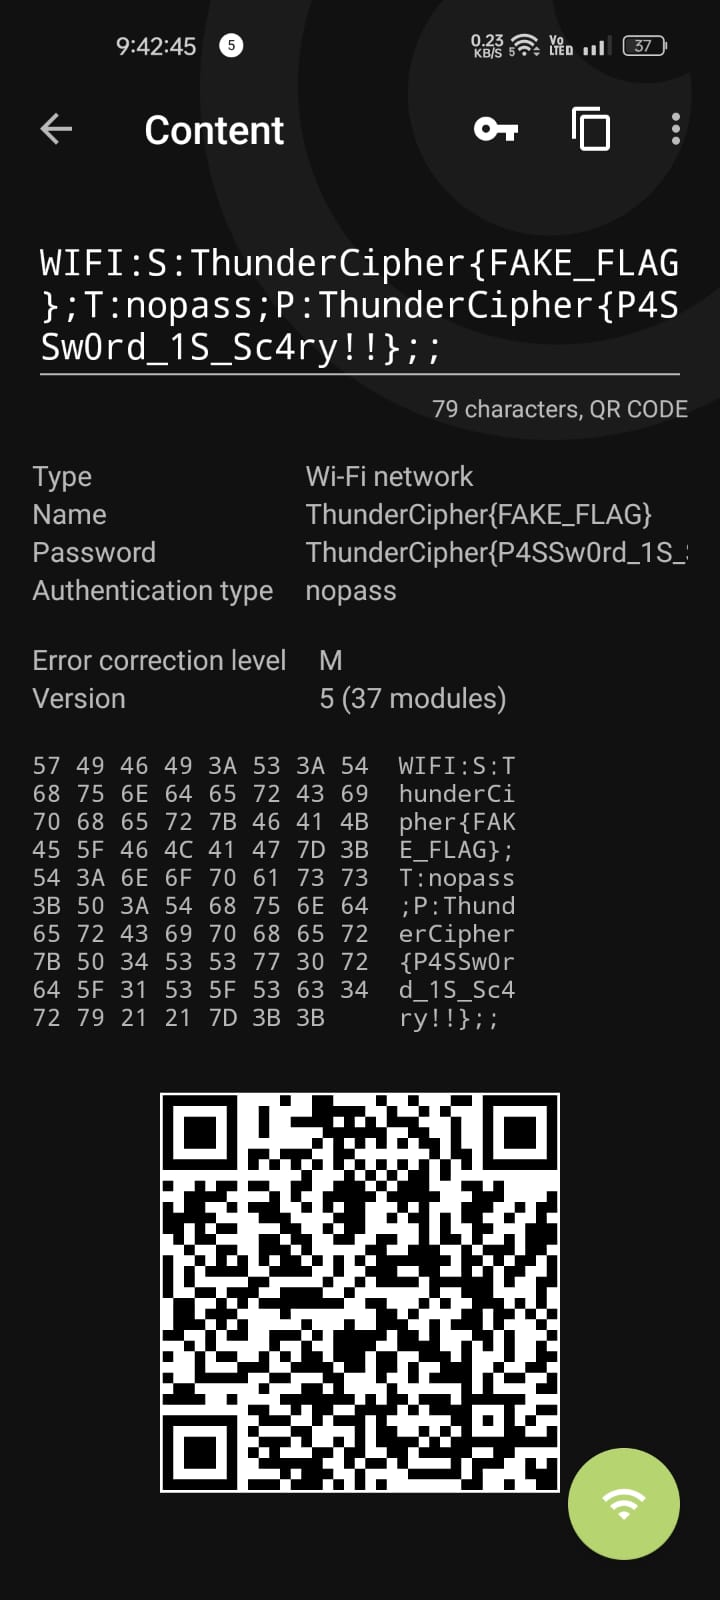 9:42:45 5 0.23 KB/S 5 Vo LTED 37
Content
WIFI:S:ThunderCipher{FAKE_FLAG
};T:nopass;P:ThunderCipher{P4S
Sw0rd_1S_Sc4ry!!};;
79 characters, QR CODE
Type Wi-Fi network
Name ThunderCipher{FAKE_FLAG}
Password ThunderCipher{P4SSw0rd_1S_
Authentication type nopass
Error correction level M
Version 5 (37 modules)
57 49 46 49 3A 53 3A 54 WIFI:S:T
68 75 6E 64 65 72 43 69 hunderCi
70 68 65 72 7B 46 41 4B pher{FAK
45 5F 46 4C 41 47 7D 3B E_FLAG};
54 3A 6E 6F 70 61 73 73 T:nopass
3B 50 3A 54 68 75 6E 64 ;P:Thund
65 72 43 69 70 68 65 72 erCipher
7B 50 34 53 53 77 30 72 {P4SSw0r
64 5F 31 53 5F 53 63 34 d_1S_Sc4
72 79 21 21 7D 3B 3B ry!!};;